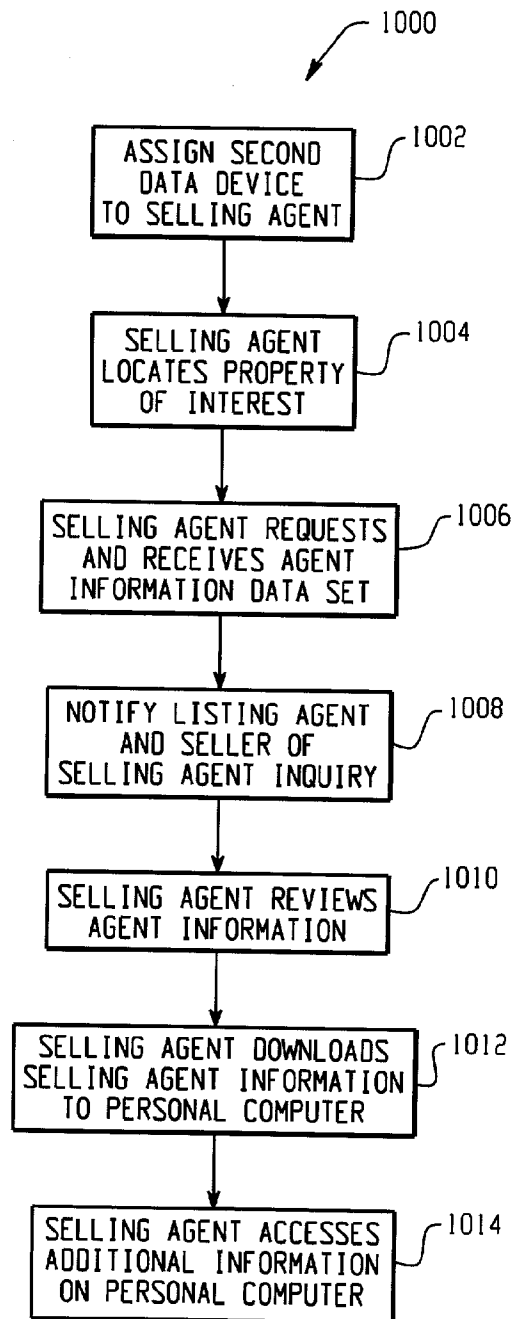 1000
ASSIGN SECOND
DATA DEVICE
TO SELLING AGENT
1002
SELLING AGENT
LOCATES PROPERTY
OF INTEREST
1004
SELLING AGENT REQUESTS
AND RECEIVES AGENT
INFORMATION DATA SET
1006
NOTIFY LISTING AGENT
AND SELLER OF
SELLING AGENT INQUIRY
1008
SELLING AGENT REVIEWS
AGENT INFORMATION
1010
SELLING AGENT DOWNLOADS
SELLING AGENT INFORMATION
TO PERSONAL COMPUTER
1012
SELLING AGENT ACCESSES
ADDITIONAL INFORMATION
ON PERSONAL COMPUTER
1014